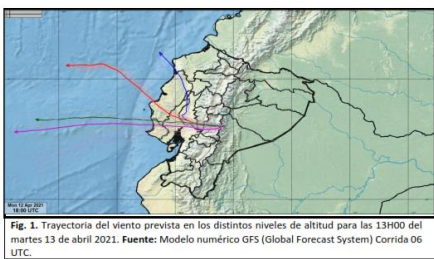 Mon 12 Apr 2021
18:00 UTC
Fig. 1. Trayectoria del viento prevista en los distintos niveles de altitud para las 13H00 del
martes 13 de abril 2021. Fuente: Modelo numérico GFS (Global Forecast System) Corrida 06
UTC.